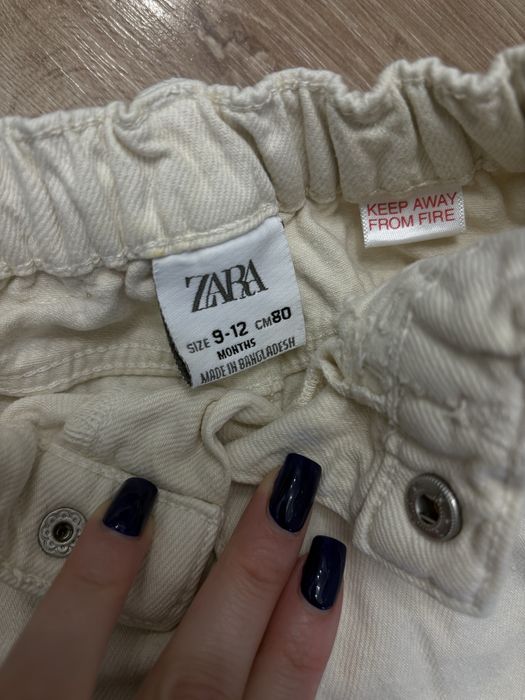 ZARA
SIZE 9-12 CM80
MONTHS
MADE IN BANGLADESH
KEEP AWAY
FROM FIRE